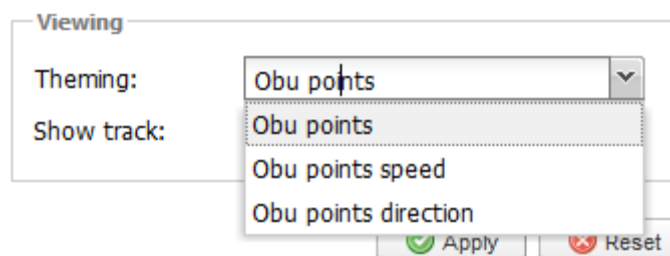 Viewing
Theming: Obu points
Show track:
Obu points
Obu points speed
Obu points direction
Apply Reset